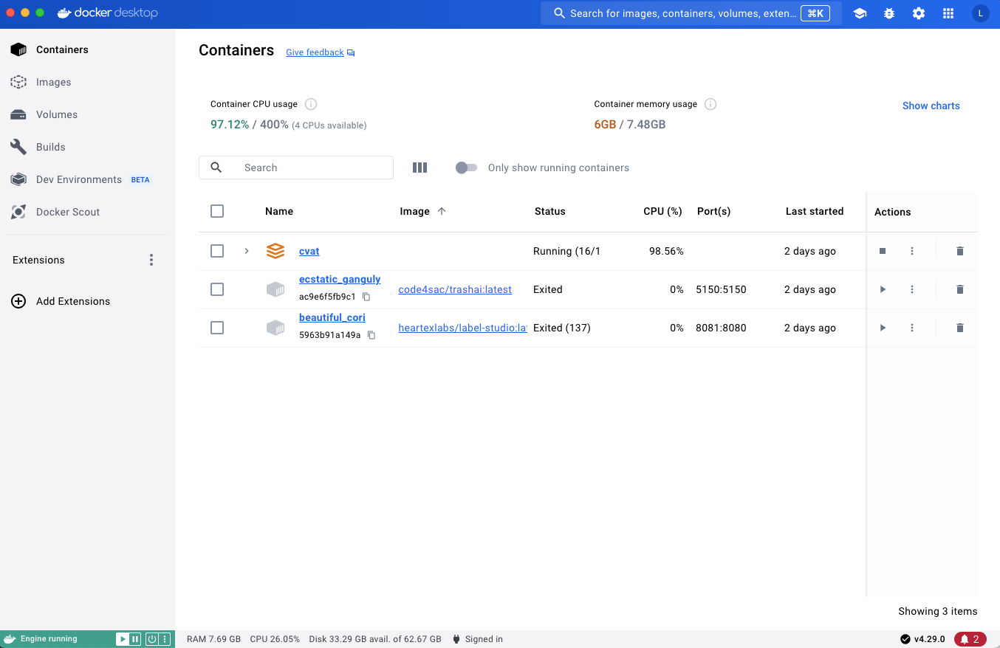 docker desktop
Search for images, containers, volumes, exten... ⌘K
L
Containers
Images
Volumes
Builds
Dev Environments BETA
Docker Scout
Extensions
Add Extensions
Containers Give feedback
Container CPU usage
97.12% / 400% (4 CPUs available)
Container memory usage
6GB / 7.48GB
Show charts
Search
Only show running containers
Name Image Status CPU (%) Port(s) Last started Actions
cvat Running (16/1 98.56% 2 days ago
ecstatic_ganguly
ac9e6f5fb9c1
code4sac/trashai:latest Exited 0% 5150:5150 2 days ago
beautiful_cori
5963b91a149a
heartexlabs/label-studio:la Exited (137) 0% 8081:8080 2 days ago
Showing 3 items
Engine running
RAM 7.69 GB CPU 26.05% Disk 33.29 GB avail. of 62.67 GB Signed in
v4.29.0
2